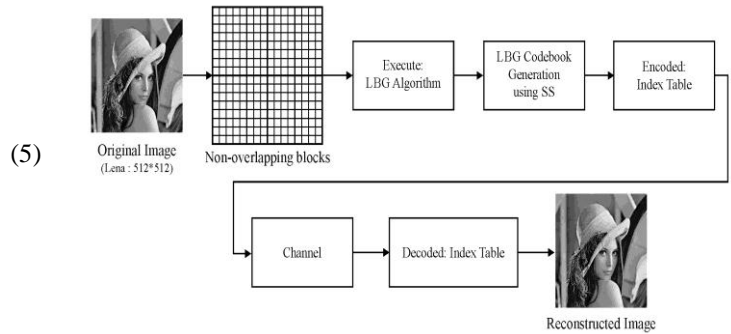 Execute:
LBG Algorithm
LBG Codebook
Generation
using SS
Encoded:
Index Table
(5)
Original Image
(Lena : 512*512)
Non-overlapping blocks
Channel
Decoded: Index Table
Reconstructed Image